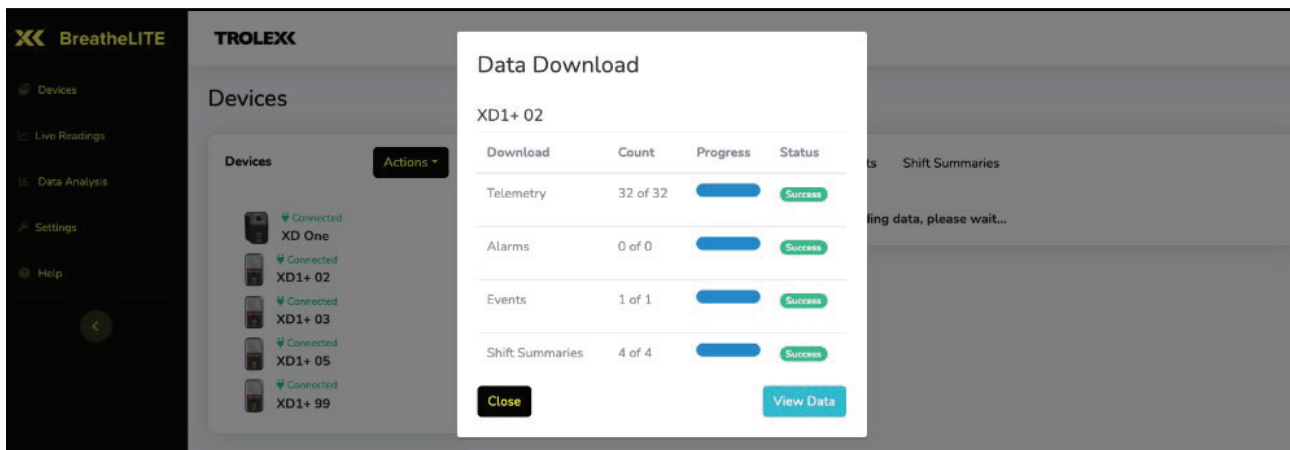 BreatheLITE
TROLEX
Devices
Live Readings
Data Analysis
Settings
Help
Devices
Devices
Actions
Connected
XD One
Connected
XD1+ 02
Connected
XD1+ 03
Connected
XD1+ 05
Connected
XD1+ 99
Data Download
XD1+ 02
Download Count Progress Status
Telemetry 32 of 32 Success
Alarms 0 of 0 Success
Events 1 of 1 Success
Shift Summaries 4 of 4 Success
Close View Data
ts Shift Summaries
ding data, please wait...